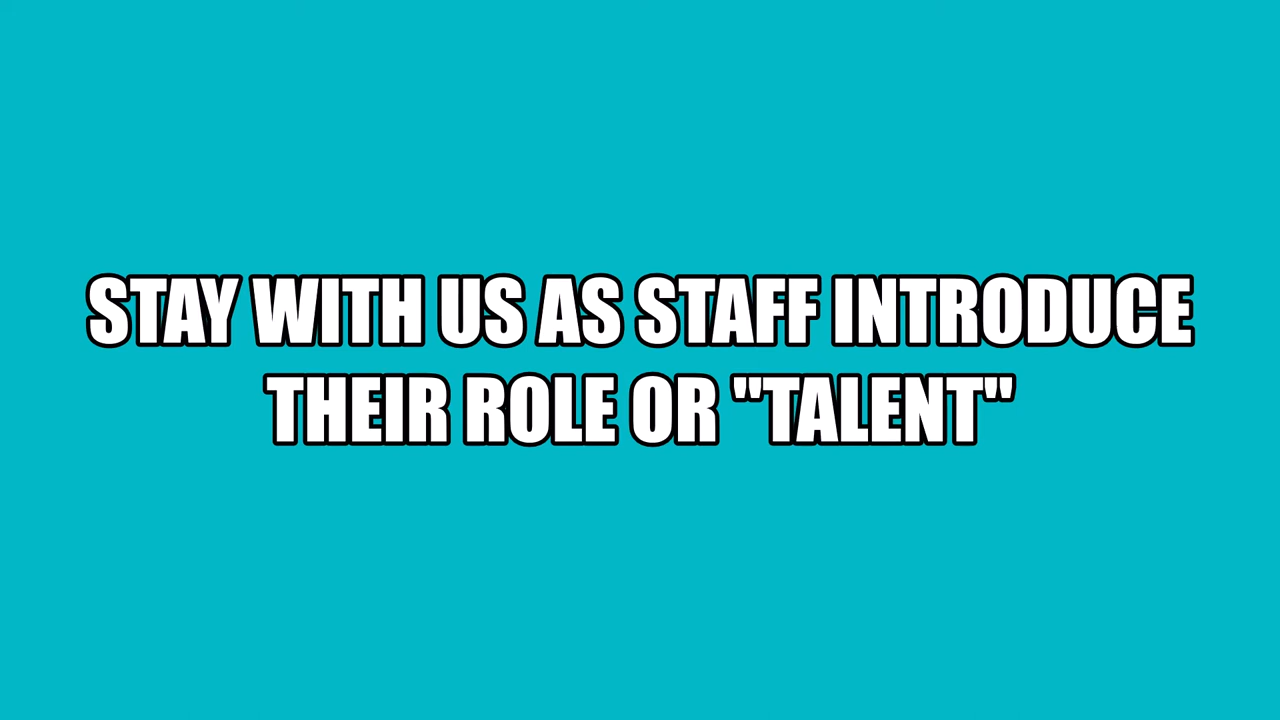 STAY WITH US AS STAFF INTRODUCE
THEIR ROLE OR "TALENT"